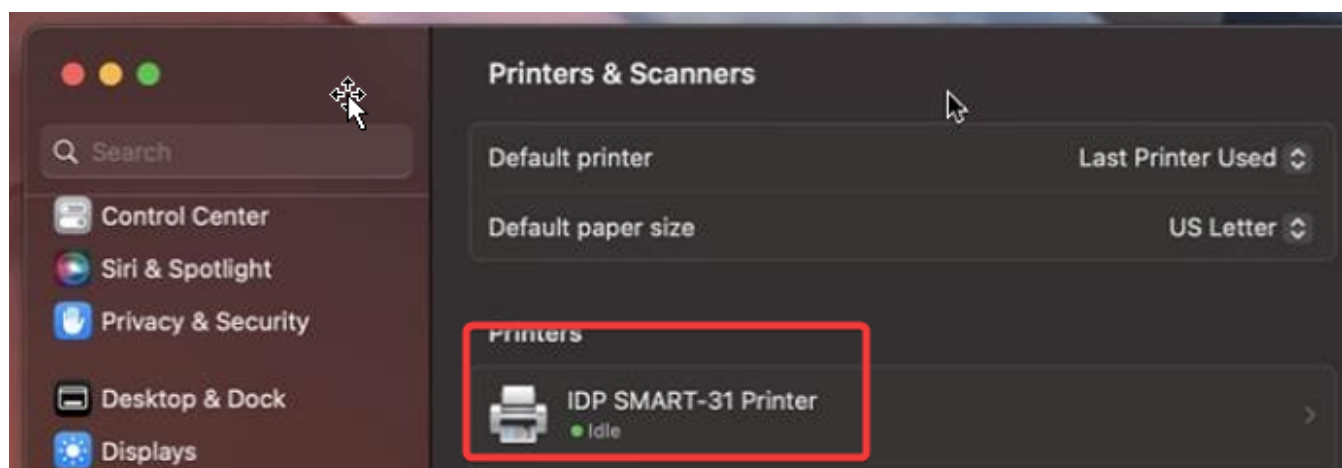 Search
Control Center
Siri & Spotlight
Privacy & Security
Desktop & Dock
Displays
Printers & Scanners
Default printer Last Printer Used
Default paper size US Letter
Printers
IDP SMART-31 Printer
Idle